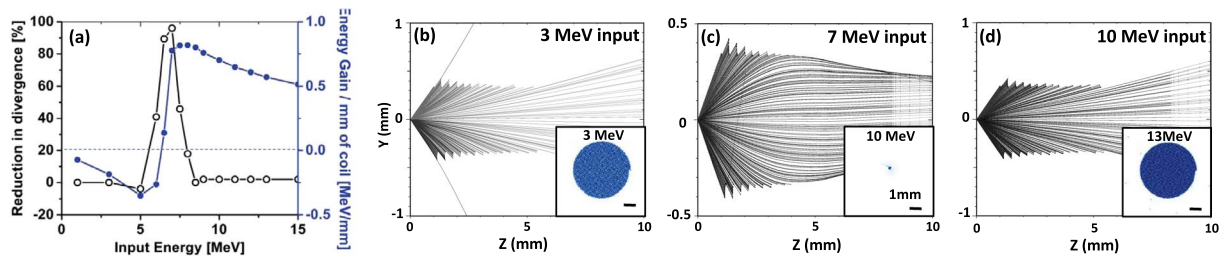 (a)
Reduction in divergence [%]
100
80
60
40
20
0
-20
1.0
0.5
0.0
-0.5
Energy Gain / mm of coil [MeV/mm]
0
5
10
15
Input Energy [MeV]
(b)
3 MeV input
Y (mm)
1
0
-1
3 MeV
0
5
10
Z (mm)
(c)
7 MeV input
0.5
0
-0.5
10 MeV
1mm
0
5
10
Z (mm)
(d)
10 MeV input
1
0
-1
13MeV
0
5
10
Z (mm)